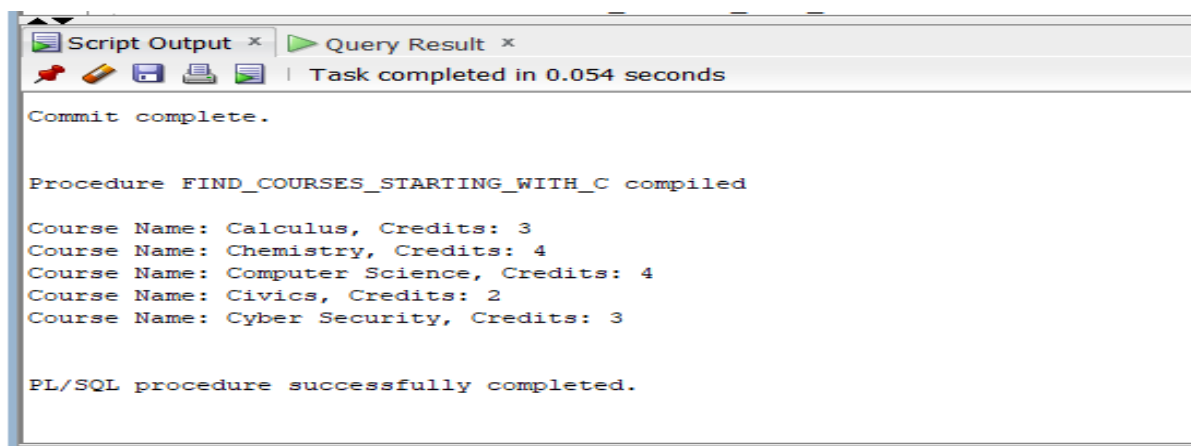 Script Output × Query Result ×
Task completed in 0.054 seconds
Commit complete.
Procedure FIND_COURSES_STARTING_WITH_C compiled
Course Name: Calculus, Credits: 3
Course Name: Chemistry, Credits: 4
Course Name: Computer Science, Credits: 4
Course Name: Civics, Credits: 2
Course Name: Cyber Security, Credits: 3
PL/SQL procedure successfully completed.